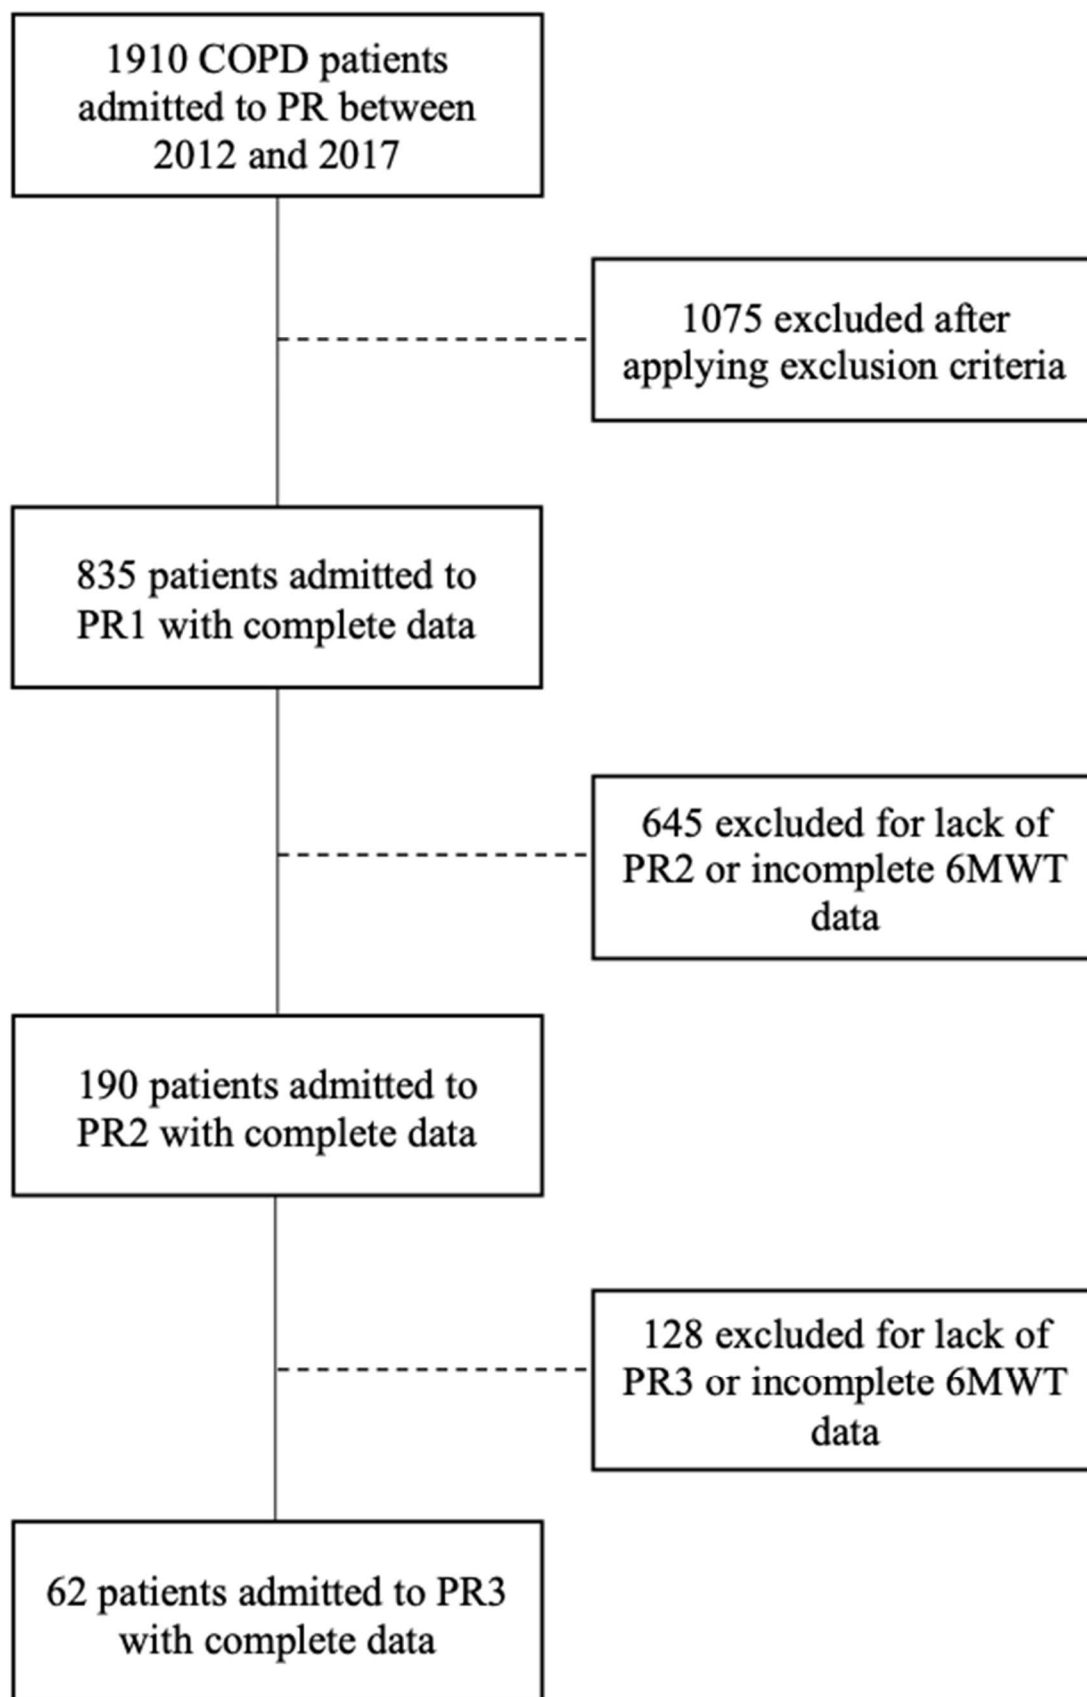 1910 COPD patients
admitted to PR between
2012 and 2017
1075 excluded after
applying exclusion criteria
835 patients admitted to
PR1 with complete data
645 excluded for lack of
PR2 or incomplete 6MWT
data
190 patients admitted to
PR2 with complete data
128 excluded for lack of
PR3 or incomplete 6MWT
data
62 patients admitted to PR3
with complete data